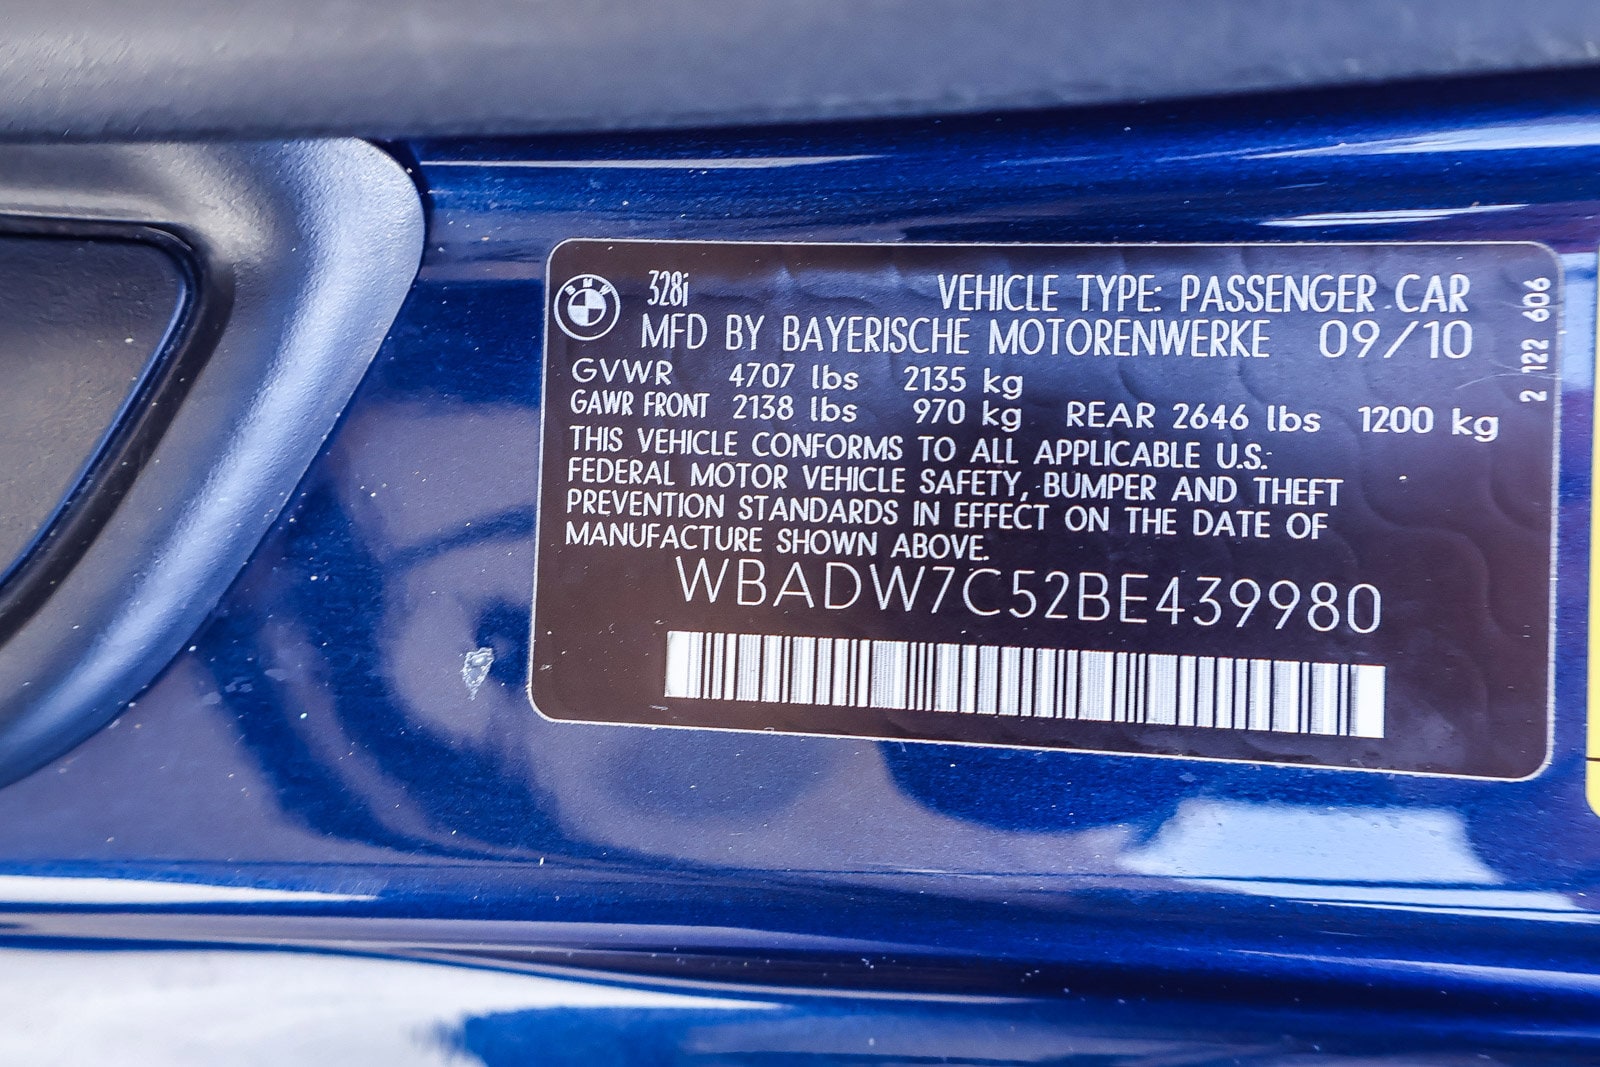 BMW
328i VEHICLE TYPE: PASSENGER CAR
MFD BY BAYERISCHE MOTORENWERKE 09/10
GVWR 4707 lbs 2135 kg
GAWR FRONT 2138 lbs 970 kg REAR 2646 lbs 1200 kg
THIS VEHICLE CONFORMS TO ALL APPLICABLE U.S.
FEDERAL MOTOR VEHICLE SAFETY, BUMPER AND THEFT
PREVENTION STANDARDS IN EFFECT ON THE DATE OF
MANUFACTURE SHOWN ABOVE.
WBADW7C52BE439980
2 122 606